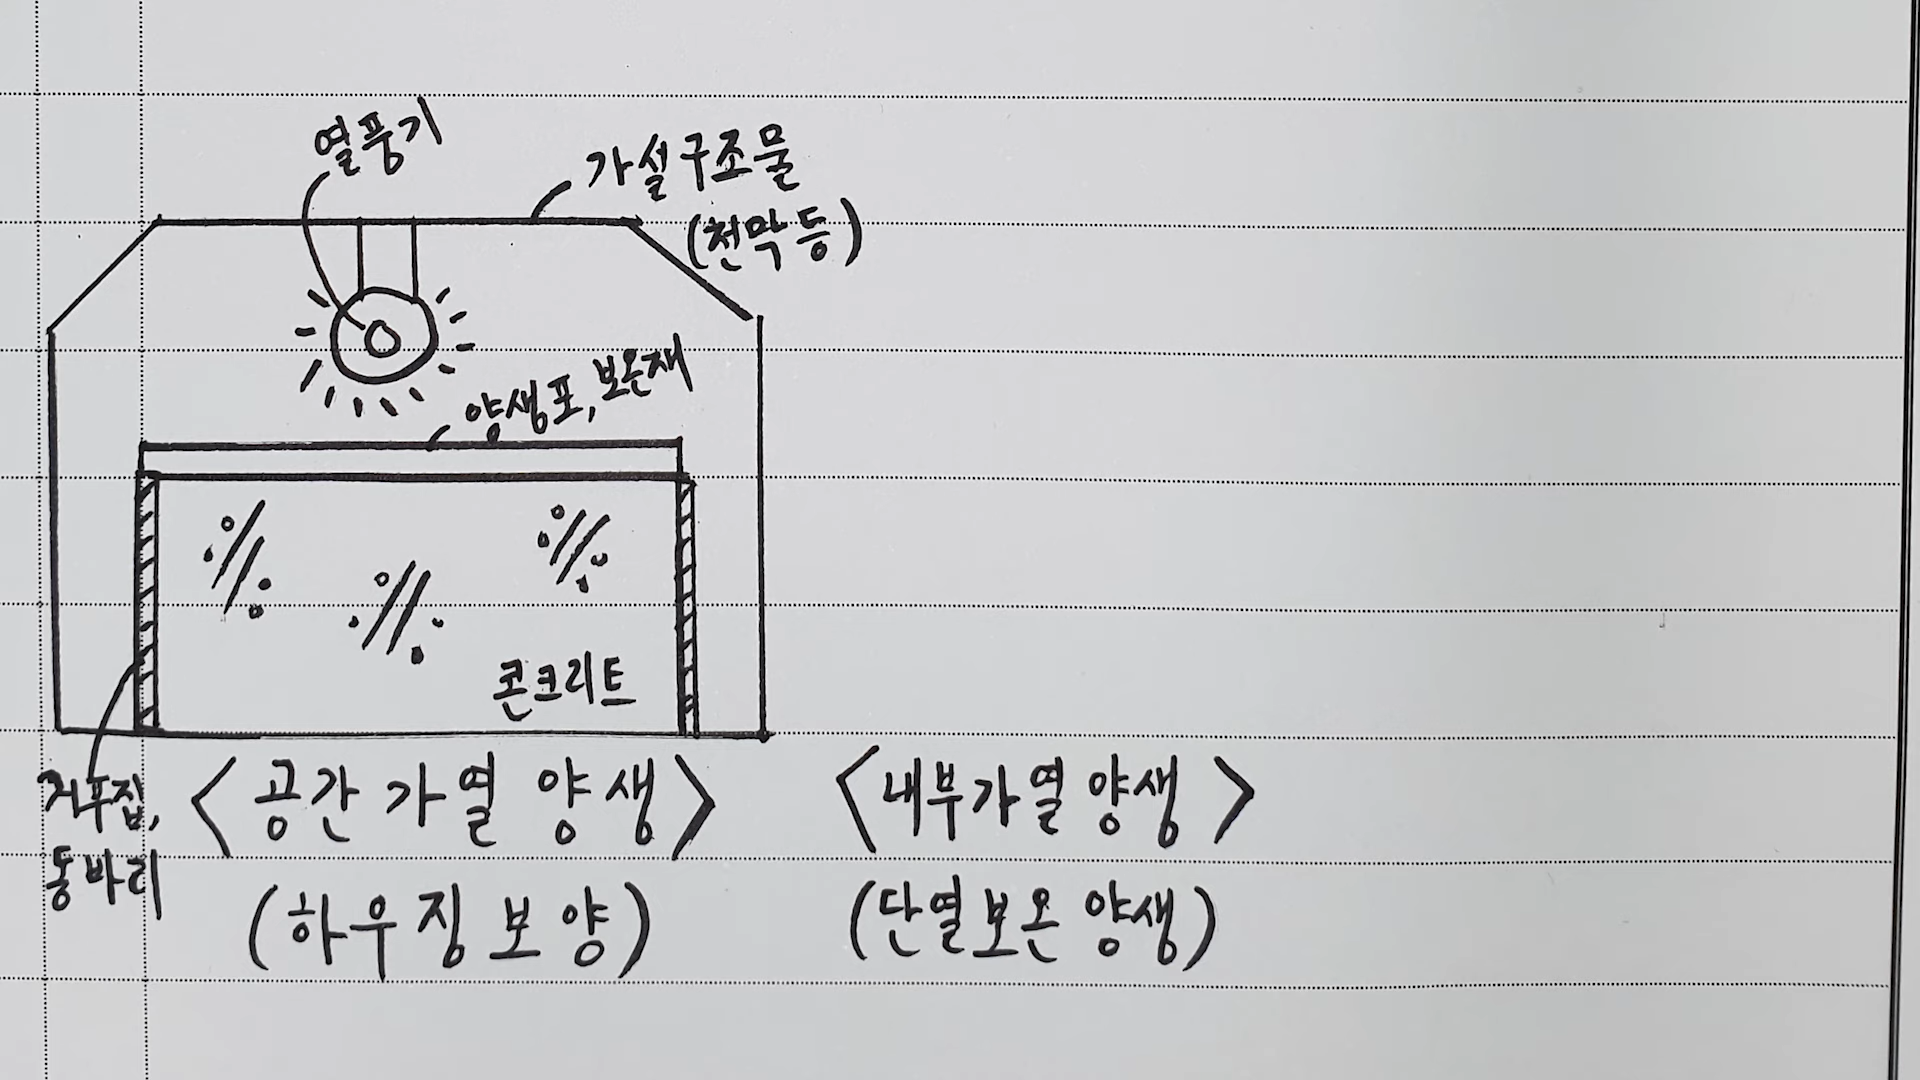 열풍기
가설구조물
(천막 등)
양생포, 보온재
콘크리트
거푸집,
동바리
<공간 가열 양생>
(하우징 보양)
<내부가열 양생>
(단열보온 양생)